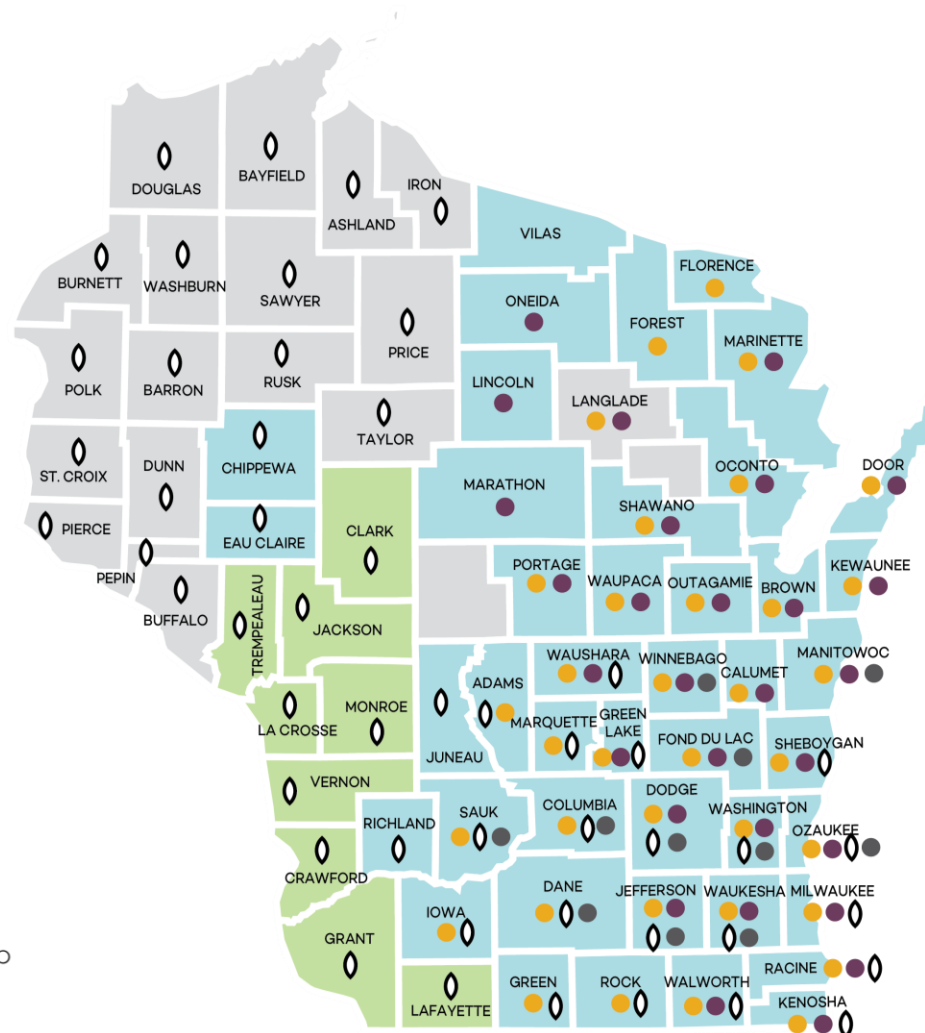 BAYFIELD
DOUGLAS
IRON
ASHLAND
VILAS
FLORENCE
BURNETT
WASHBURN
SAWYER
ONEIDA
FOREST
MARINETTE
PRICE
RUSK
POLK
BARRON
LINCOLN
LANGLADE
TAYLOR
ST. CROIX
DUNN
CHIPPEWA
OCONTO
DOOR
MARATHON
SHAWANO
PIERCE
EAU CLAIRE
CLARK
PEPIN
PORTAGE
WAUPACA
OUTAGAMIE
BROWN
KEWAUNEE
BUFFALO
TREMPEALEAU
JACKSON
WAUSHARA
WINNEBAGO
CALUMET
MANITOWOC
ADAMS
MONROE
LA CROSSE
MARQUETTE
GREEN
LAKE
FOND DU LAC
SHEBOYGAN
JUNEAU
VERNON
DODGE
COLUMBIA
WASHINGTON
SAUK
RICHLAND
OZAUKEE
CRAWFORD
DANE
JEFFERSON
WAUKESHA
MILWAUKEE
IOWA
GRANT
RACINE
GREEN
ROCK
WALWORTH
LAFAYETTE
KENOSHA